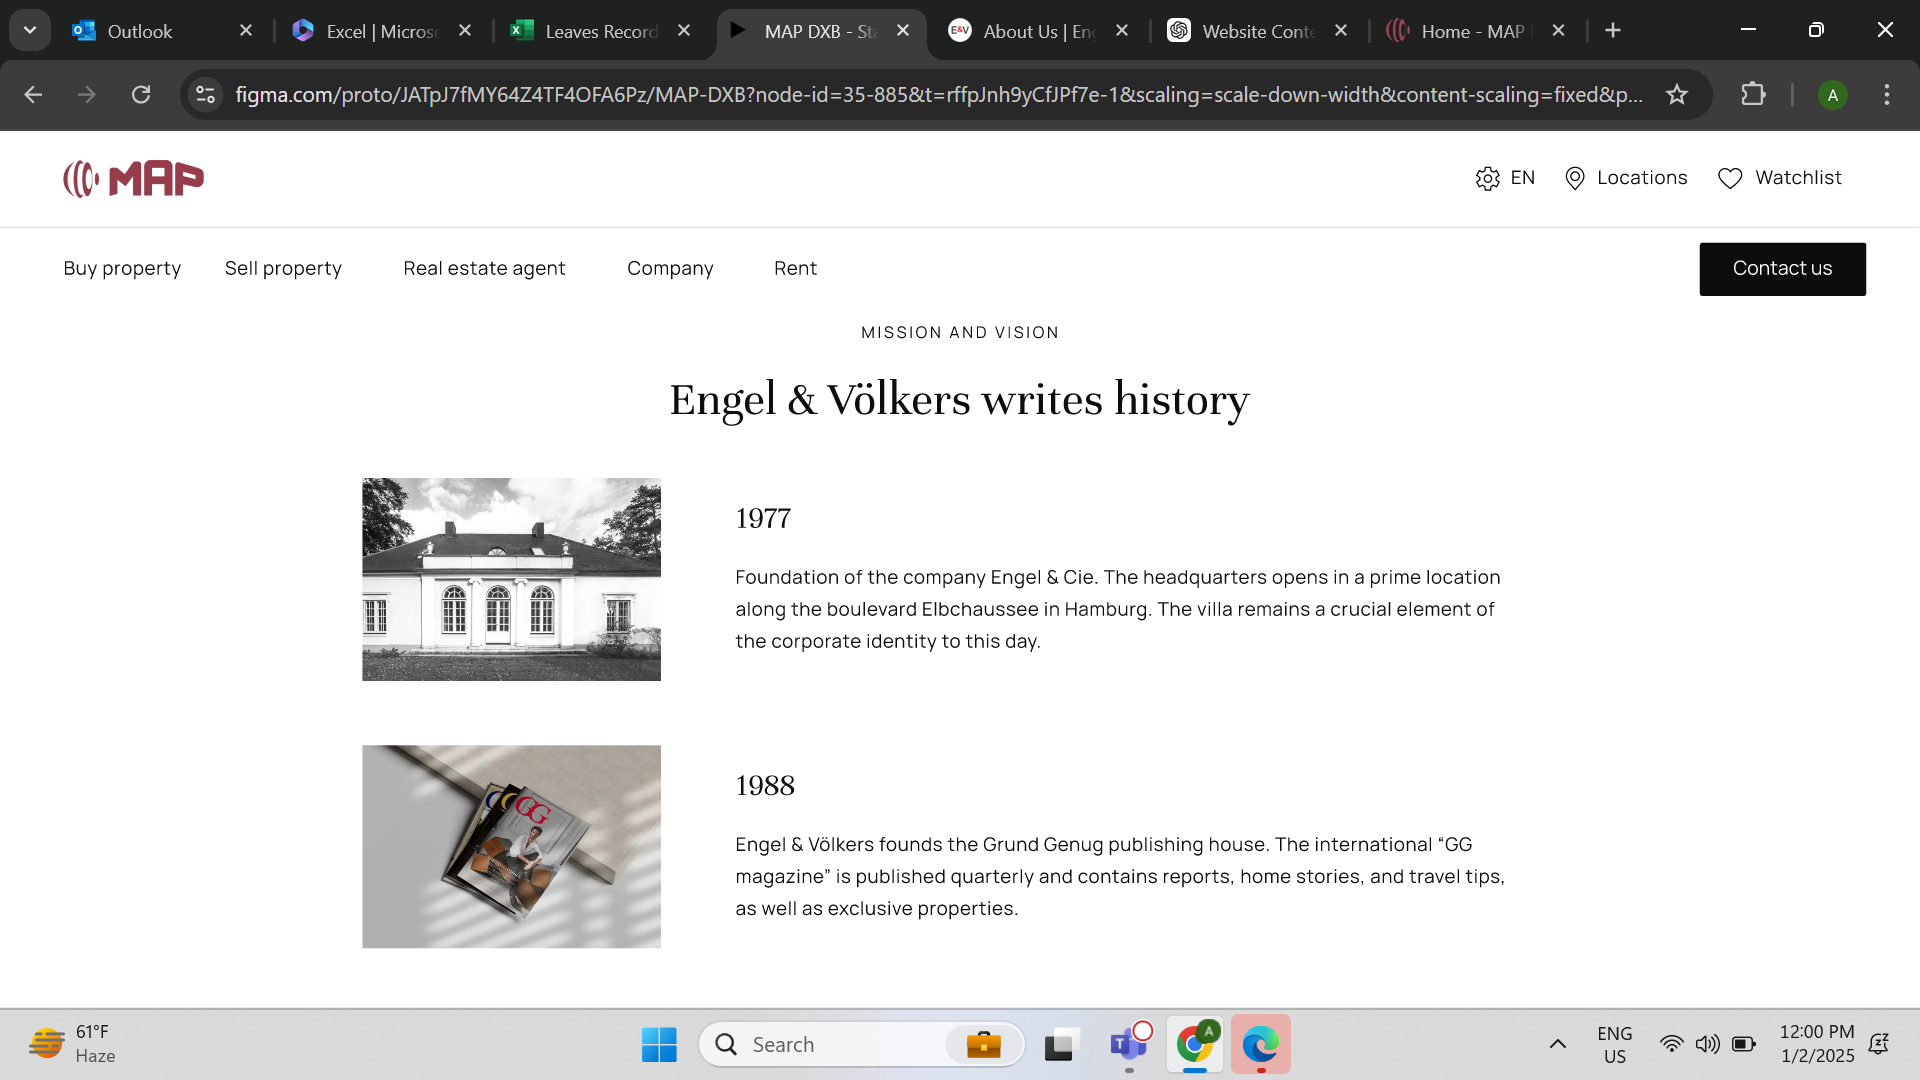 Outlook
Excel | Micros
Leaves Record
MAP DXB - Sta
About Us | Eng
Website Conte
Home - MAP
figma.com/proto/JATpJ7fMY64Z4TF4OFA6Pz/MAP-DXB?node-id=35-885&t=rffpJnh9yCfJPf7e-1&scaling=scale-down-width&content-scaling=fixed&p...
A
MAP
EN
Locations
Watchlist
Buy property
Sell property
Real estate agent
Company
Rent
Contact us
MISSION AND VISION
Engel & Völkers writes history
1977
Foundation of the company Engel & Cie. The headquarters opens in a prime location
along the boulevard Elbchaussee in Hamburg. The villa remains a crucial element of
the corporate identity to this day.
GG
1988
Engel & Völkers founds the Grund Genug publishing house. The international “GG
magazine” is published quarterly and contains reports, home stories, and travel tips,
as well as exclusive properties.
61°F
Haze
Search
A
ENG
US
12:00 PM
1/2/2025